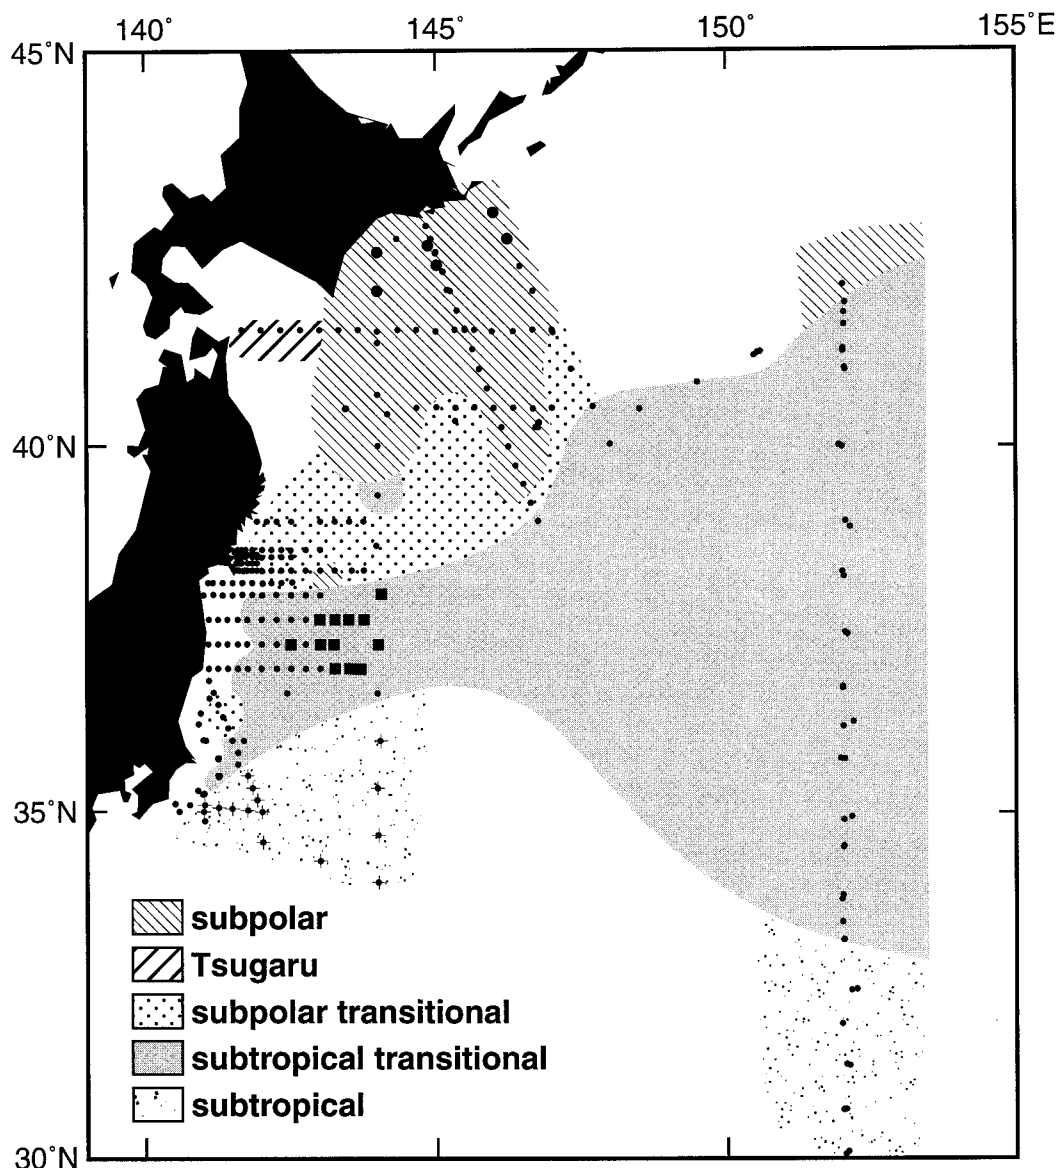 140˚ 145˚ 150˚ 155˚E
45˚N
40˚N
35˚N
30˚N
subpolar
Tsugaru
subpolar transitional
subtropical transitional
subtropical